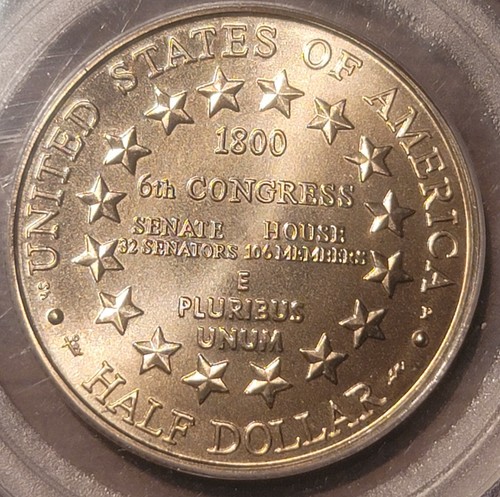 UNITED STATES OF AMERICA
1800
6th CONGRESS
SENATE HOUSE
32 SENATORS 106 MEMBERS
E
PLURIBUS
UNUM
P
HALF DOLLAR